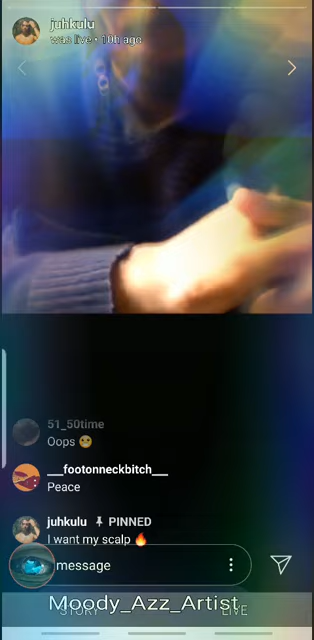 juhkulu
was live • 10h ago
51_50time
Oops 😬
___footonneckbitch___
Peace
juhkulu PINNED
I want my scalp 🔥
message
Moody_Azz_Artist
STORY LIVE